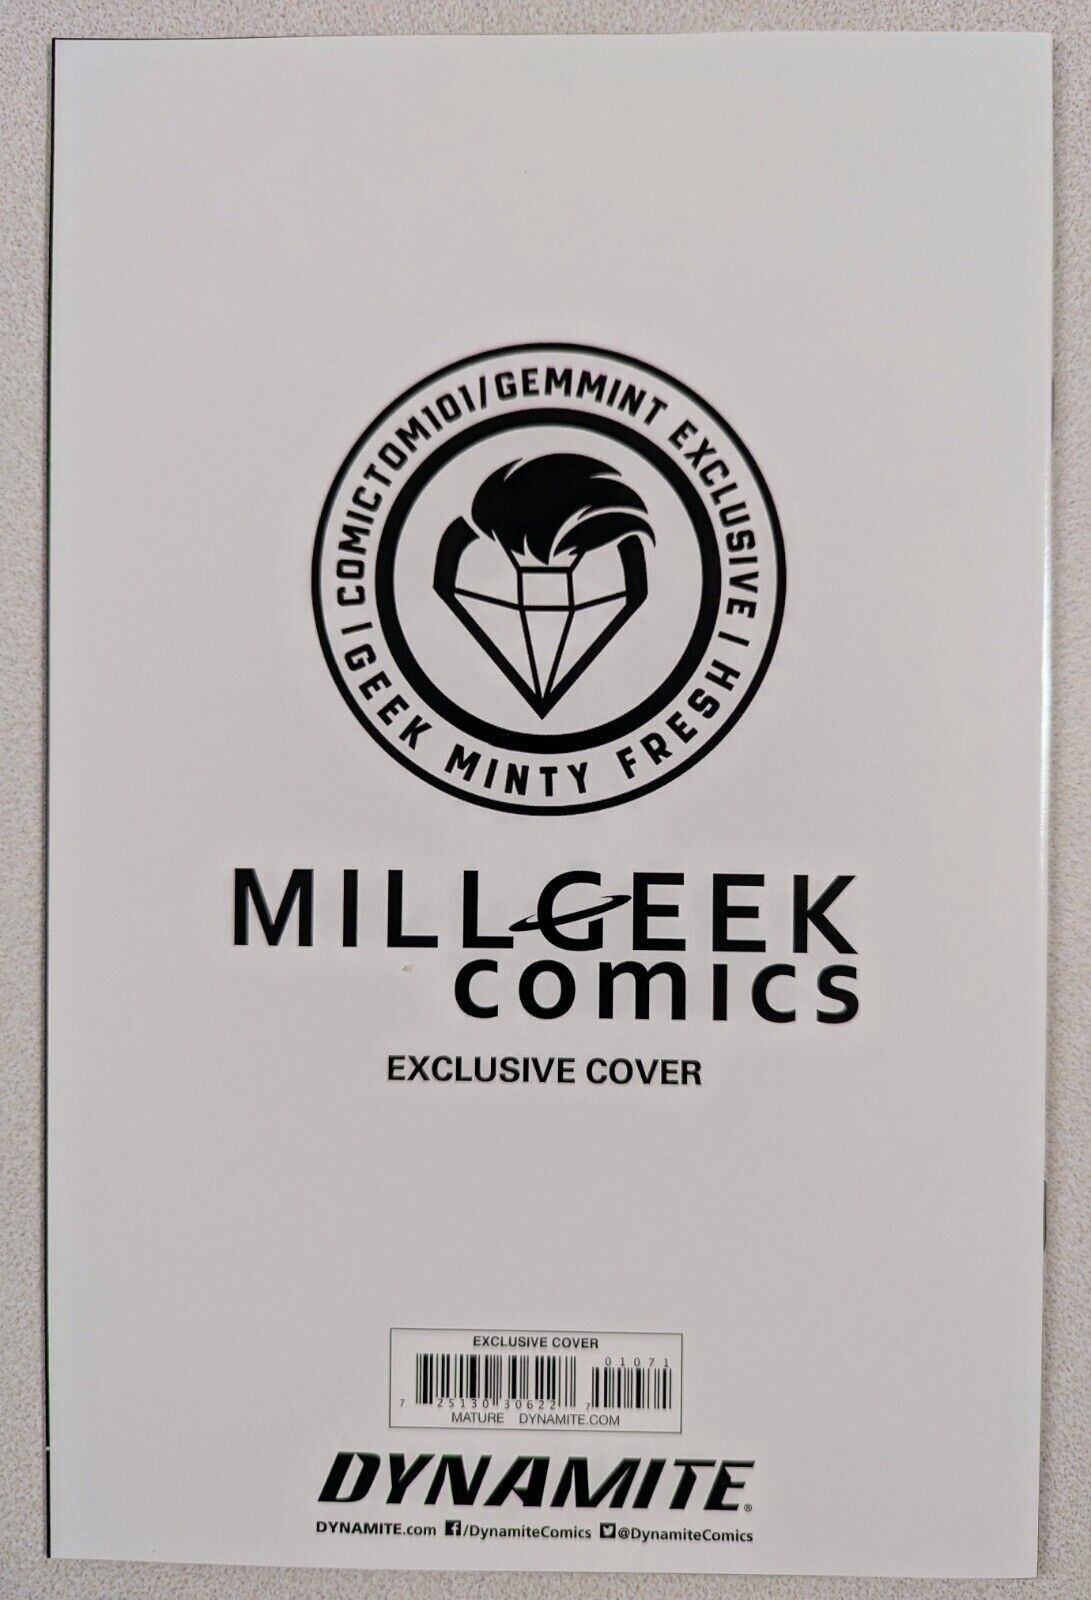 |COMICTOM101/GEMMINT EXCLUSIVE|
GEEK MINTY FRESH
MILLGEEK
comics
EXCLUSIVE COVER
EXCLUSIVE COVER
01071
7 25130 30622 7
MATURE DYNAMITE.COM
DYNAMITE®
DYNAMITE.com f/DynamiteComics @DynamiteComics